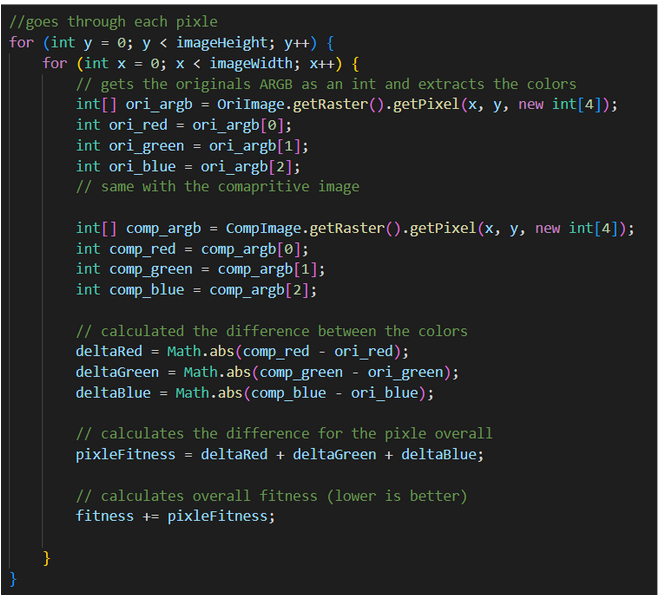 //goes through each pixle
for (int y = 0; y < imageHeight; y++) {
for (int x = 0; x < imageWidth; x++) {
// gets the originals ARGB as an int and extracts the colors
int[] ori_argb = OriImage.getRaster().getPixel(x, y, new int[4]);
int ori_red = ori_argb[0];
int ori_green = ori_argb[1];
int ori_blue = ori_argb[2];
// same with the comapritive image
int[] comp_argb = CompImage.getRaster().getPixel(x, y, new int[4]);
int comp_red = comp_argb[0];
int comp_green = comp_argb[1];
int comp_blue = comp_argb[2];
// calculated the difference between the colors
deltaRed = Math.abs(comp_red - ori_red);
deltaGreen = Math.abs(comp_green - ori_green);
deltaBlue = Math.abs(comp_blue - ori_blue);
// calculates the difference for the pixle overall
pixleFitness = deltaRed + deltaGreen + deltaBlue;
// calculates overall fitness (lower is better)
fitness += pixleFitness;
}
}